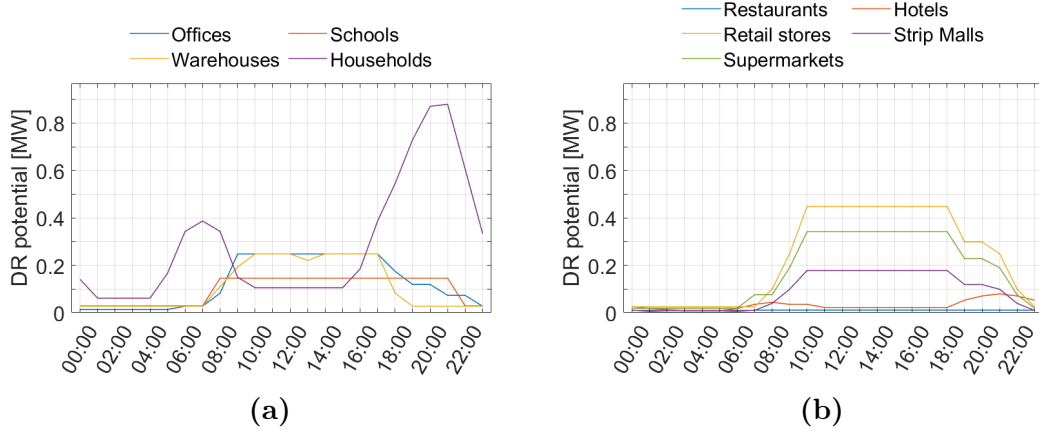 Offices
Schools
Warehouses
Households
DR potential [MW]
0.8
0.6
0.4
0.2
0
00:00
02:00
04:00
06:00
08:00
10:00
12:00
14:00
16:00
18:00
20:00
22:00
(a)
Restaurants
Hotels
Retail stores
Strip Malls
Supermarkets
DR potential [MW]
0.8
0.6
0.4
0.2
0
00:00
02:00
04:00
06:00
08:00
10:00
12:00
14:00
16:00
18:00
20:00
22:00
(b)